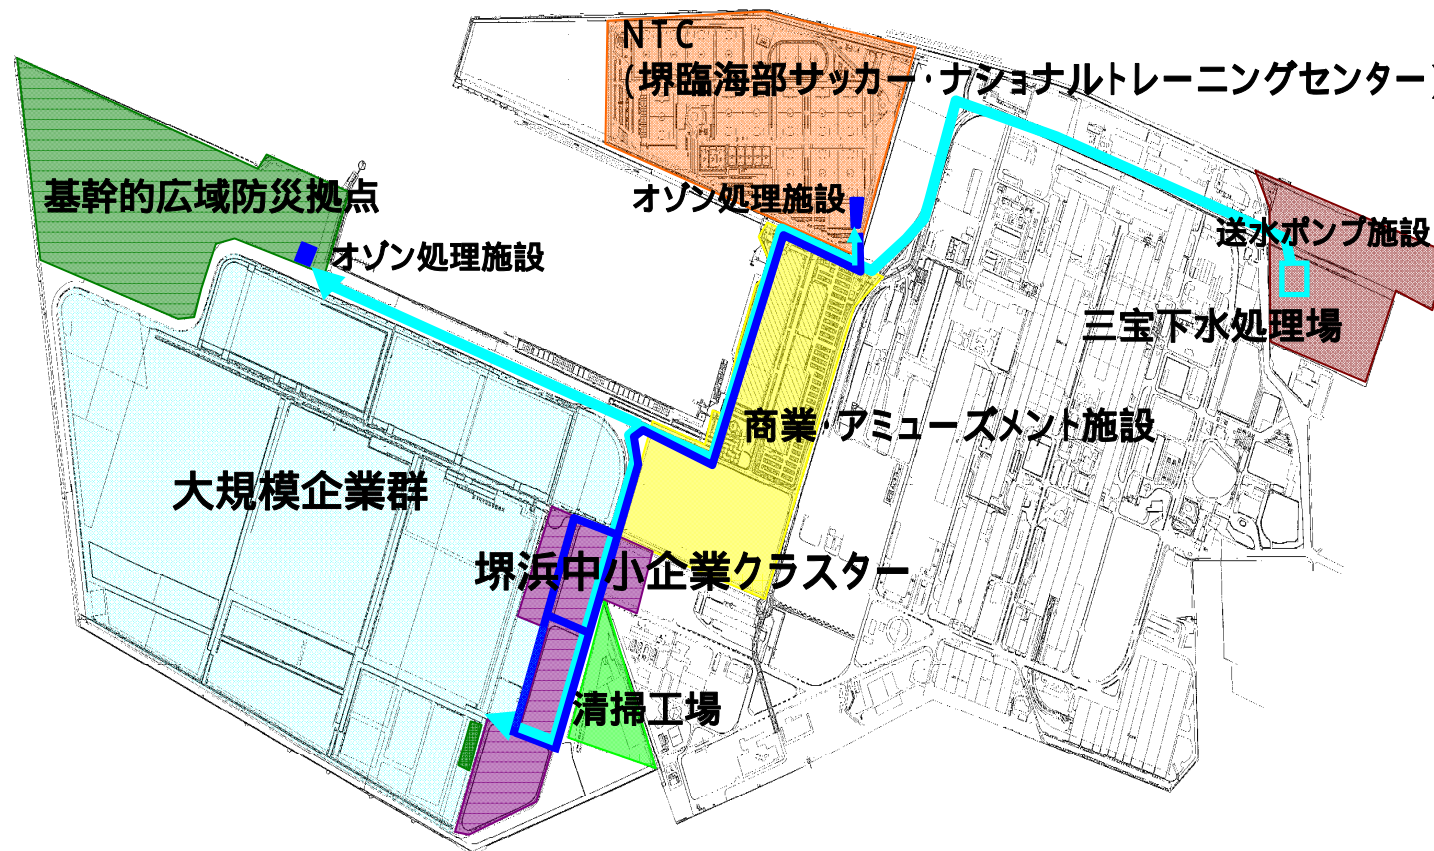 NTC
(堺臨海部サッカー・ナショナルトレーニングセンター)
基幹的広域防災拠点
オゾン処理施設
送水ポンプ施設
オゾン処理施設
三宝下水処理場
商業・アミューズメント施設
大規模企業群
堺浜中小企業クラスター
清掃工場